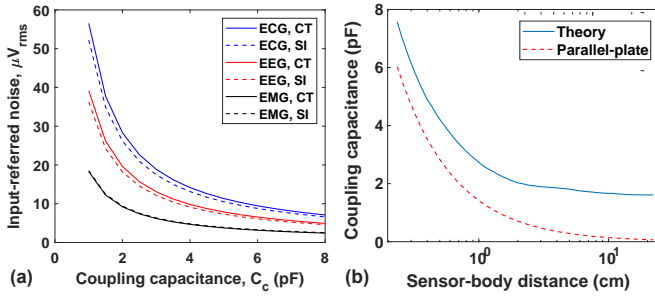 Input-referred noise, μV_rms
60
50
40
30
20
10
0
0 2 4 6 8
Coupling capacitance, C_c (pF)
(a)
ECG, CT
ECG, SI
EEG, CT
EEG, SI
EMG, CT
EMG, SI
Coupling capacitance (pF)
8
6
4
2
0
10^0 10^1
Sensor-body distance (cm)
(b)
Theory
Parallel-plate